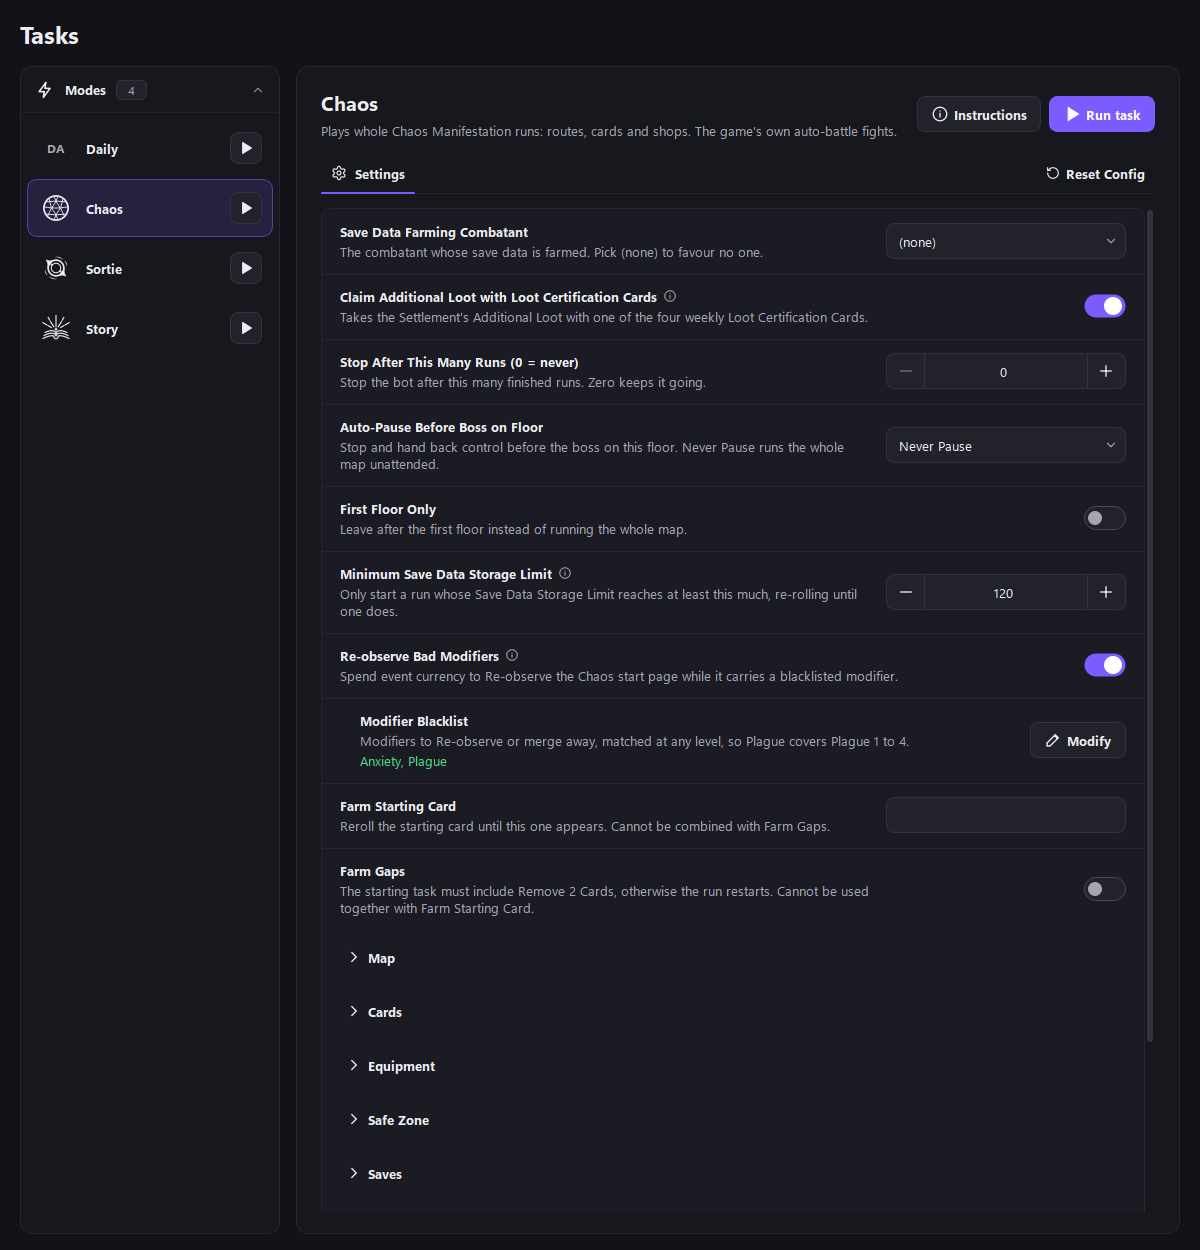 Tasks
Modes 4
DA Daily
Chaos
Sortie
Story
Chaos
Plays whole Chaos Manifestation runs: routes, cards and shops. The game's own auto-battle fights.
Instructions
Run task
Settings
Reset Config
Save Data Farming Combatant
The combatant whose save data is farmed. Pick (none) to favour no one.
(none)
Claim Additional Loot with Loot Certification Cards
Takes the Settlement's Additional Loot with one of the four weekly Loot Certification Cards.
Stop After This Many Runs (0 = never)
Stop the bot after this many finished runs. Zero keeps it going.
0
Auto-Pause Before Boss on Floor
Stop and hand back control before the boss on this floor. Never Pause runs the whole
map unattended.
Never Pause
First Floor Only
Leave after the first floor instead of running the whole map.
Minimum Save Data Storage Limit
Only start a run whose Save Data Storage Limit reaches at least this much, re-rolling until
one does.
120
Re-observe Bad Modifiers
Spend event currency to Re-observe the Chaos start page while it carries a blacklisted modifier.
Modifier Blacklist
Modifiers to Re-observe or merge away, matched at any level, so Plague covers Plague 1 to 4.
Anxiety, Plague
Modify
Farm Starting Card
Reroll the starting card until this one appears. Cannot be combined with Farm Gaps.
Farm Gaps
The starting task must include Remove 2 Cards, otherwise the run restarts. Cannot be used
together with Farm Starting Card.
Map
Cards
Equipment
Safe Zone
Saves